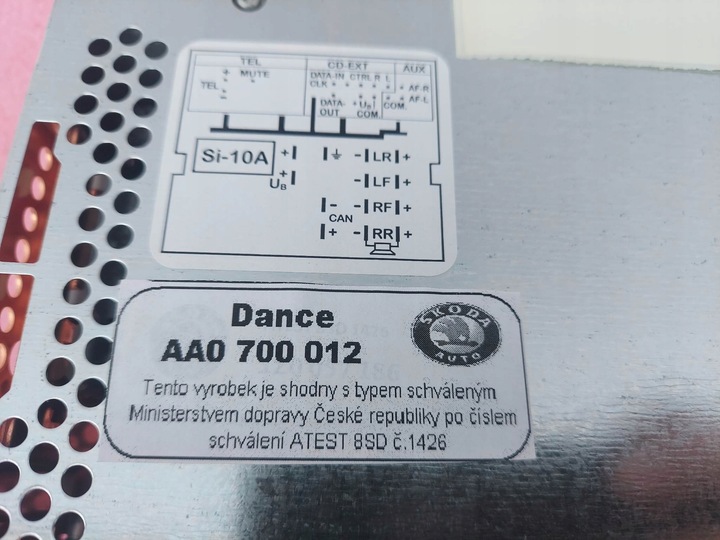 TEL CD-EXT AUX
MUTE DATA-IN CTRL R L
TEL CLK AF-R
AF-L
DATA- +UB COM.
OUT COM
Si-10A + - LR +
UB + - LF +
- - RF +
CAN
+ - RR +
Dance
AA0 700 012
ŠKODA
AUTO
Tento vyrobek je shodny s typem schváleným
Ministerstvem dopravy České republiky po číslem
schválení ATEST 8SD č.1426